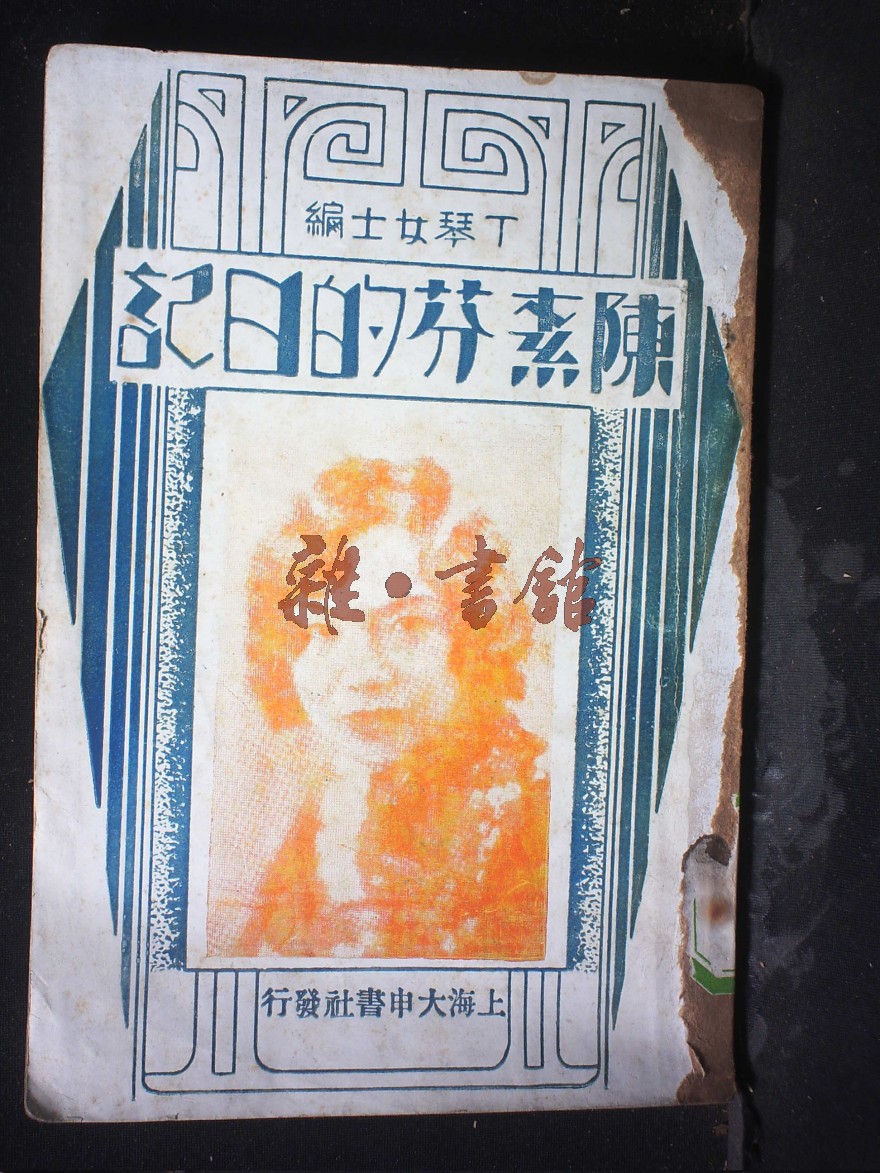 丁琴女士編
陳素芬的日記
雜·書館
上海大申書社發行